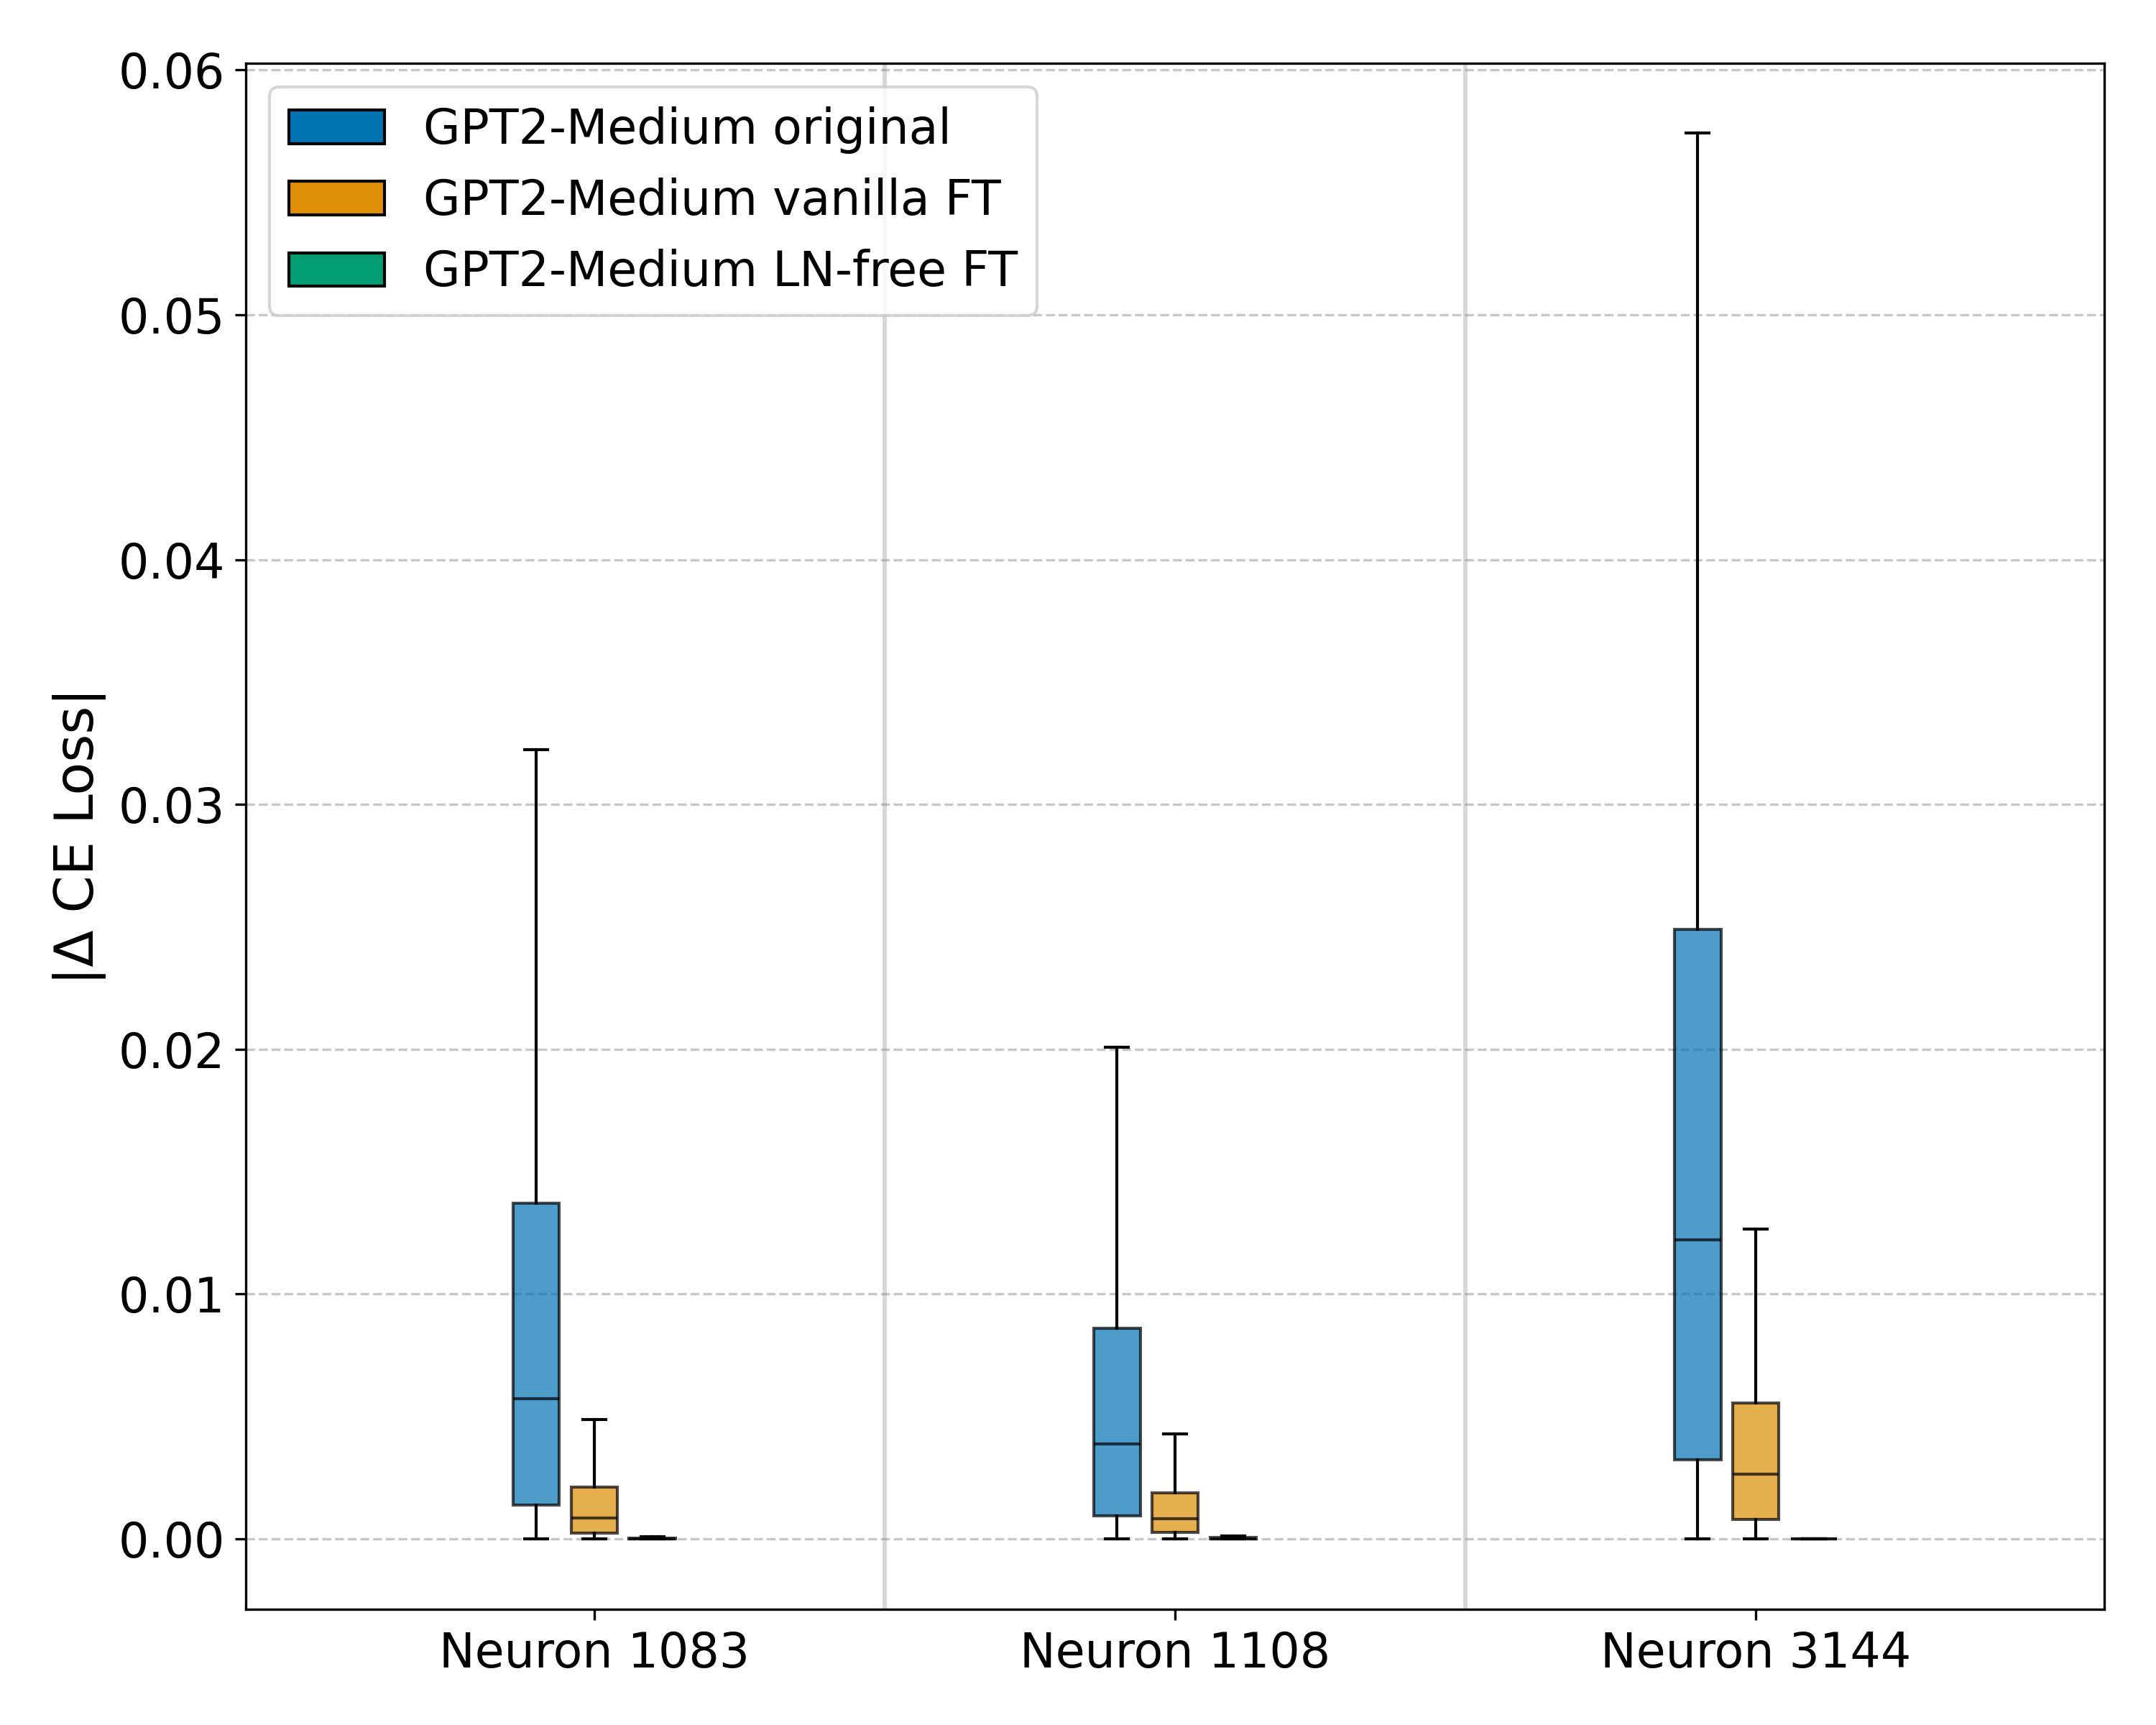 GPT2-Medium original
GPT2-Medium vanilla FT
GPT2-Medium LN-free FT
0.06
0.05
0.04
0.03
0.02
0.01
0.00
|Δ CE Loss|
Neuron 1083
Neuron 1108
Neuron 3144